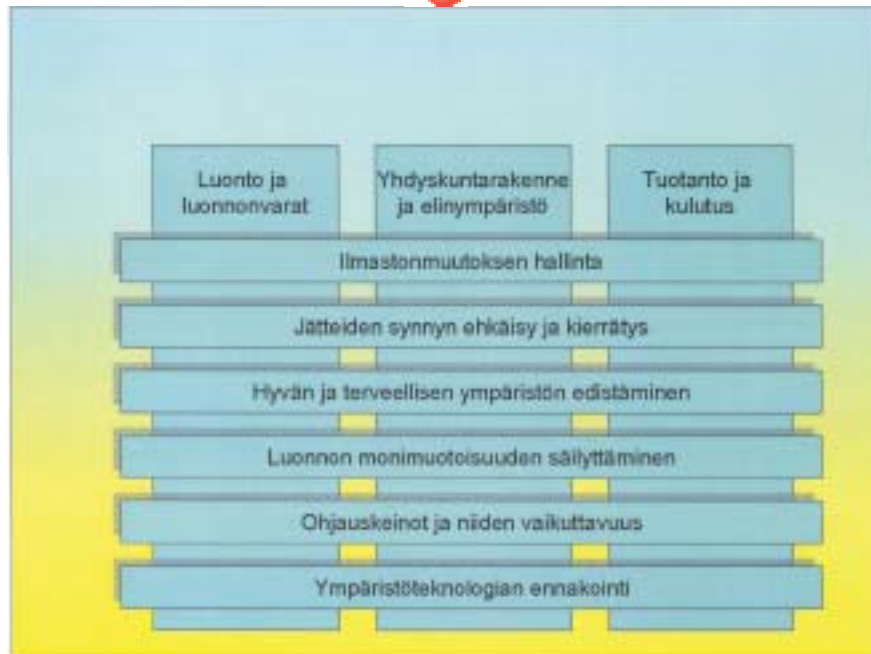 Luonto ja
luonnonvarat
Yhdyskuntarakenne
ja elinympäristö
Tuotanto ja
kulutus
Ilmastonmuutoksen hallinta
Jätteiden synnyn ehkäisy ja kierrätys
Hyvän ja terveellisen ympäristön edistäminen
Luonnon monimuotoisuuden säilyttäminen
Ohjauskeinot ja niiden vaikuttavuus
Ympäristöteknologian ennakointi